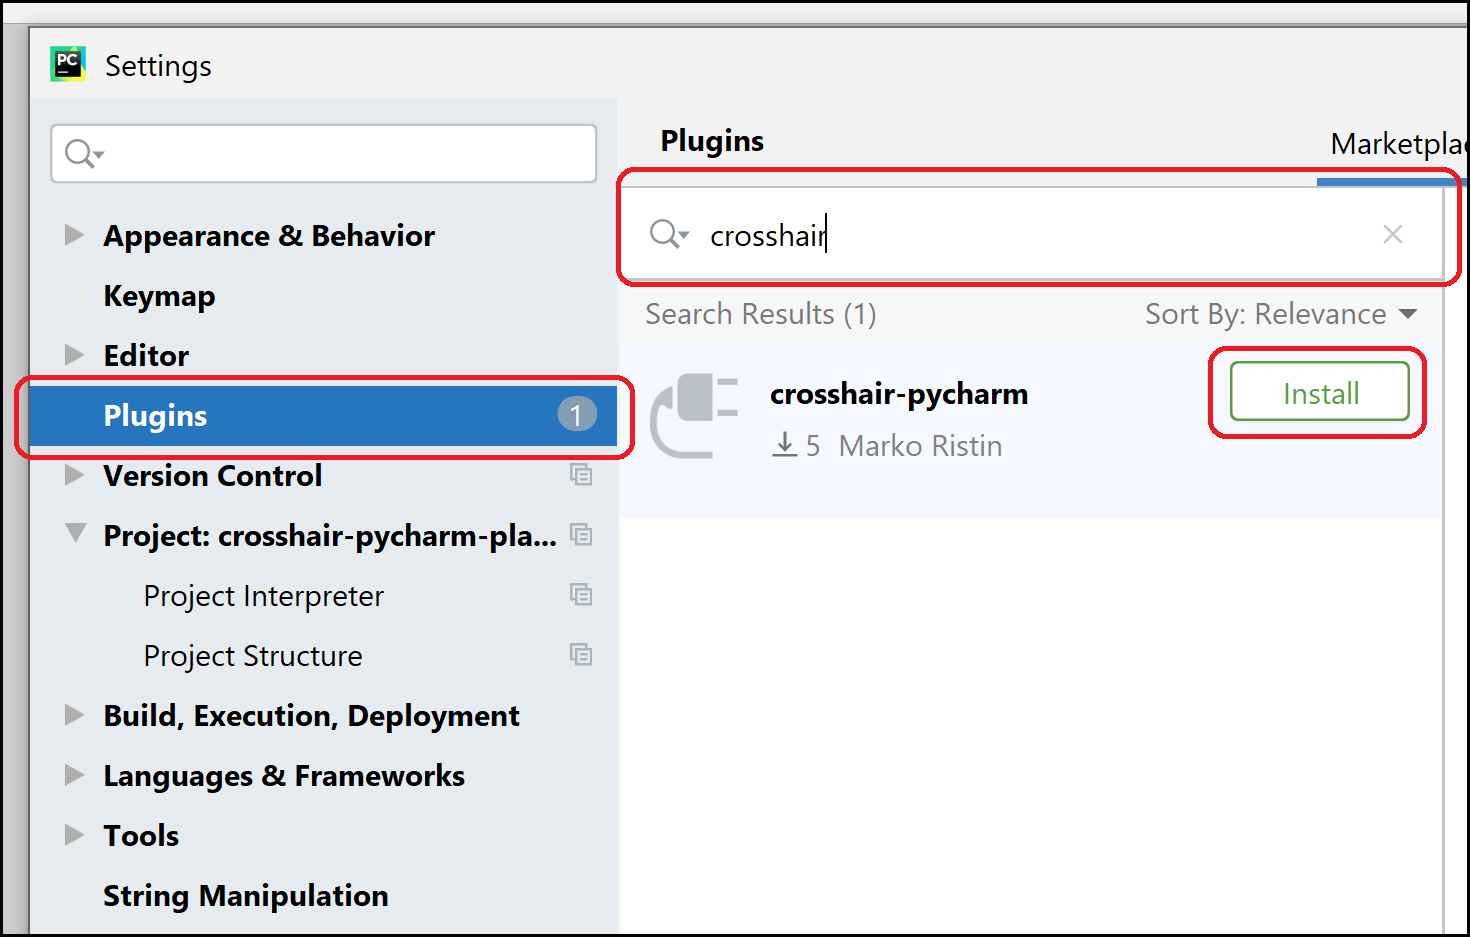 PC
Settings
Appearance & Behavior
Keymap
Editor
Plugins
1
Version Control
Project: crosshair-pycharm-pla...
Project Interpreter
Project Structure
Build, Execution, Deployment
Languages & Frameworks
Tools
String Manipulation
Plugins
Marketplac
crosshair
Search Results (1)
Sort By: Relevance
crosshair-pycharm
Install
5 Marko Ristin